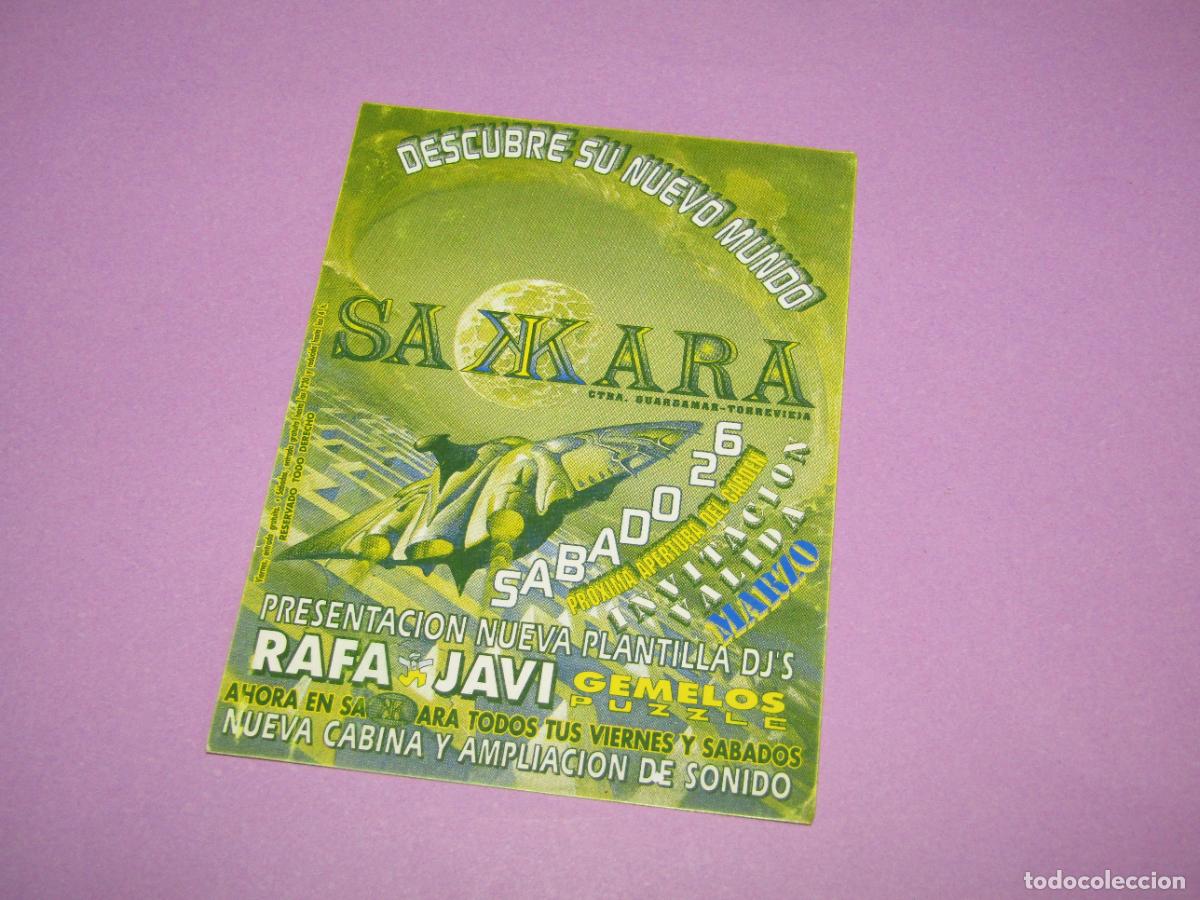 DESCUBRE SU NUEVO MUNDO
SAKKARA
CTRA. GUARDAMAR-TORREVIEJA
SABADO 26
PROXIMA APERTURA DEL GARDEN
INVITACION
VALIDA
MARZO
RESERVADO TODO DERECHO
PRESENTACION NUEVA PLANTILLA DJ'S
RAFA JAVI GEMELOS
PUZZLE
AHORA EN SAKKARA TODOS TUS VIERNES Y SABADOS
NUEVA CABINA Y AMPLIACION DE SONIDO
todocoleccion